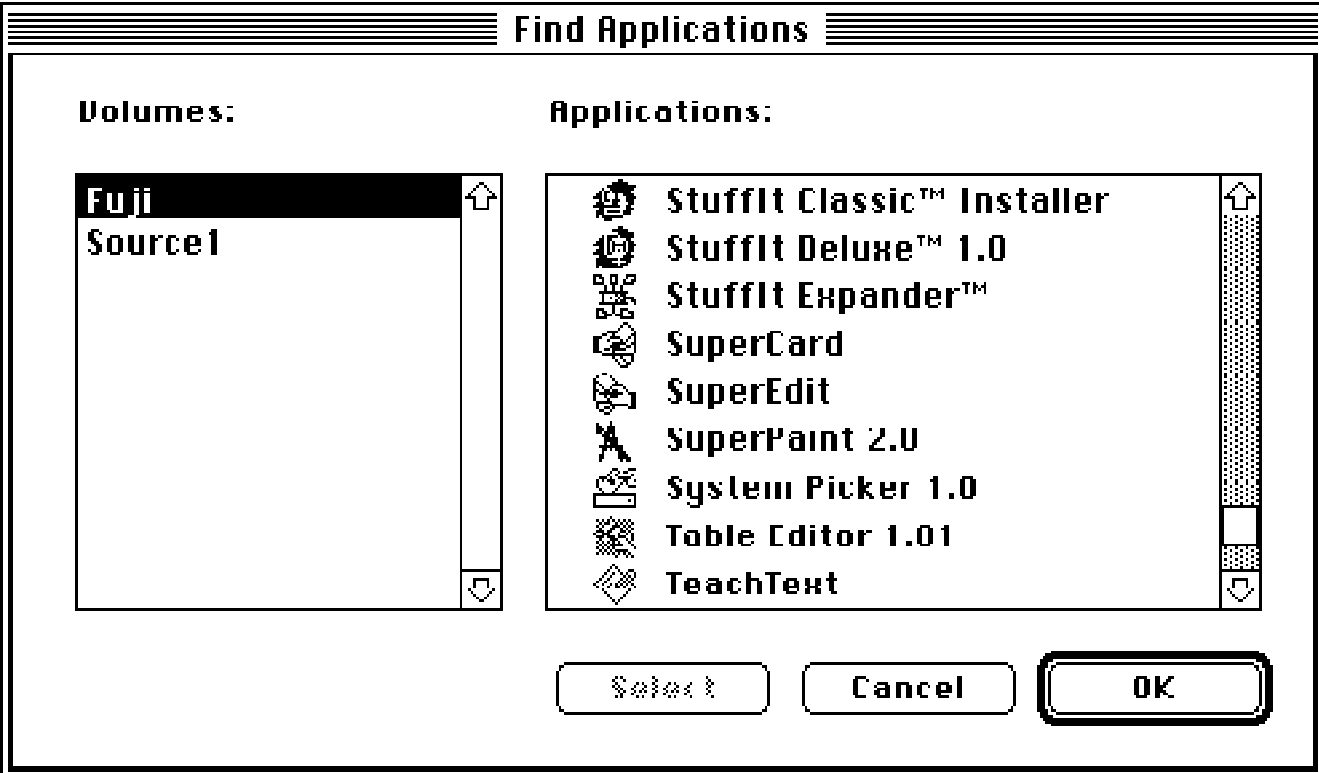 Find Applications
Volumes:
Applications:
Fuji
Source1
StuffIt Classic™ Installer
StuffIt Deluxe™ 1.0
StuffIt Expander™
SuperCard
SuperEdit
SuperPaint 2.0
System Picker 1.0
Table Editor 1.01
TeachText
Select
Cancel
OK